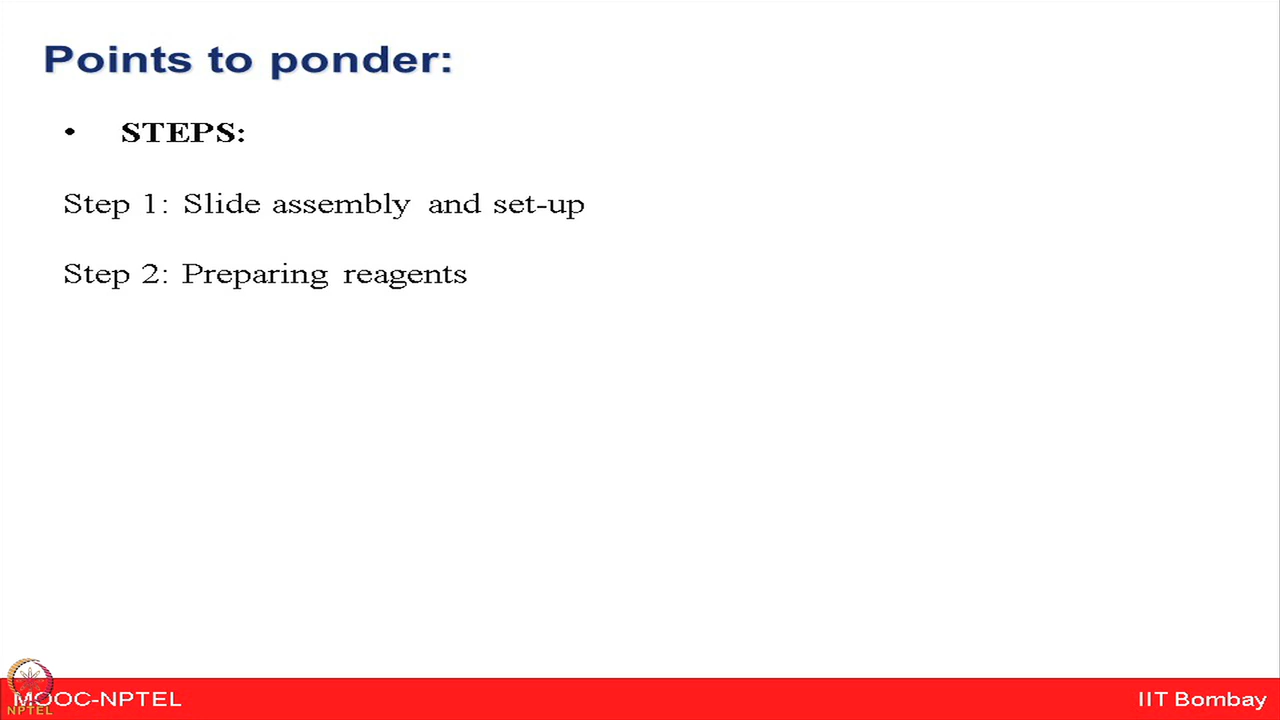 Points to ponder:
• STEPS:
Step 1: Slide assembly and set-up
Step 2: Preparing reagents
MOOC-NPTEL
NPTEL
IIT Bombay